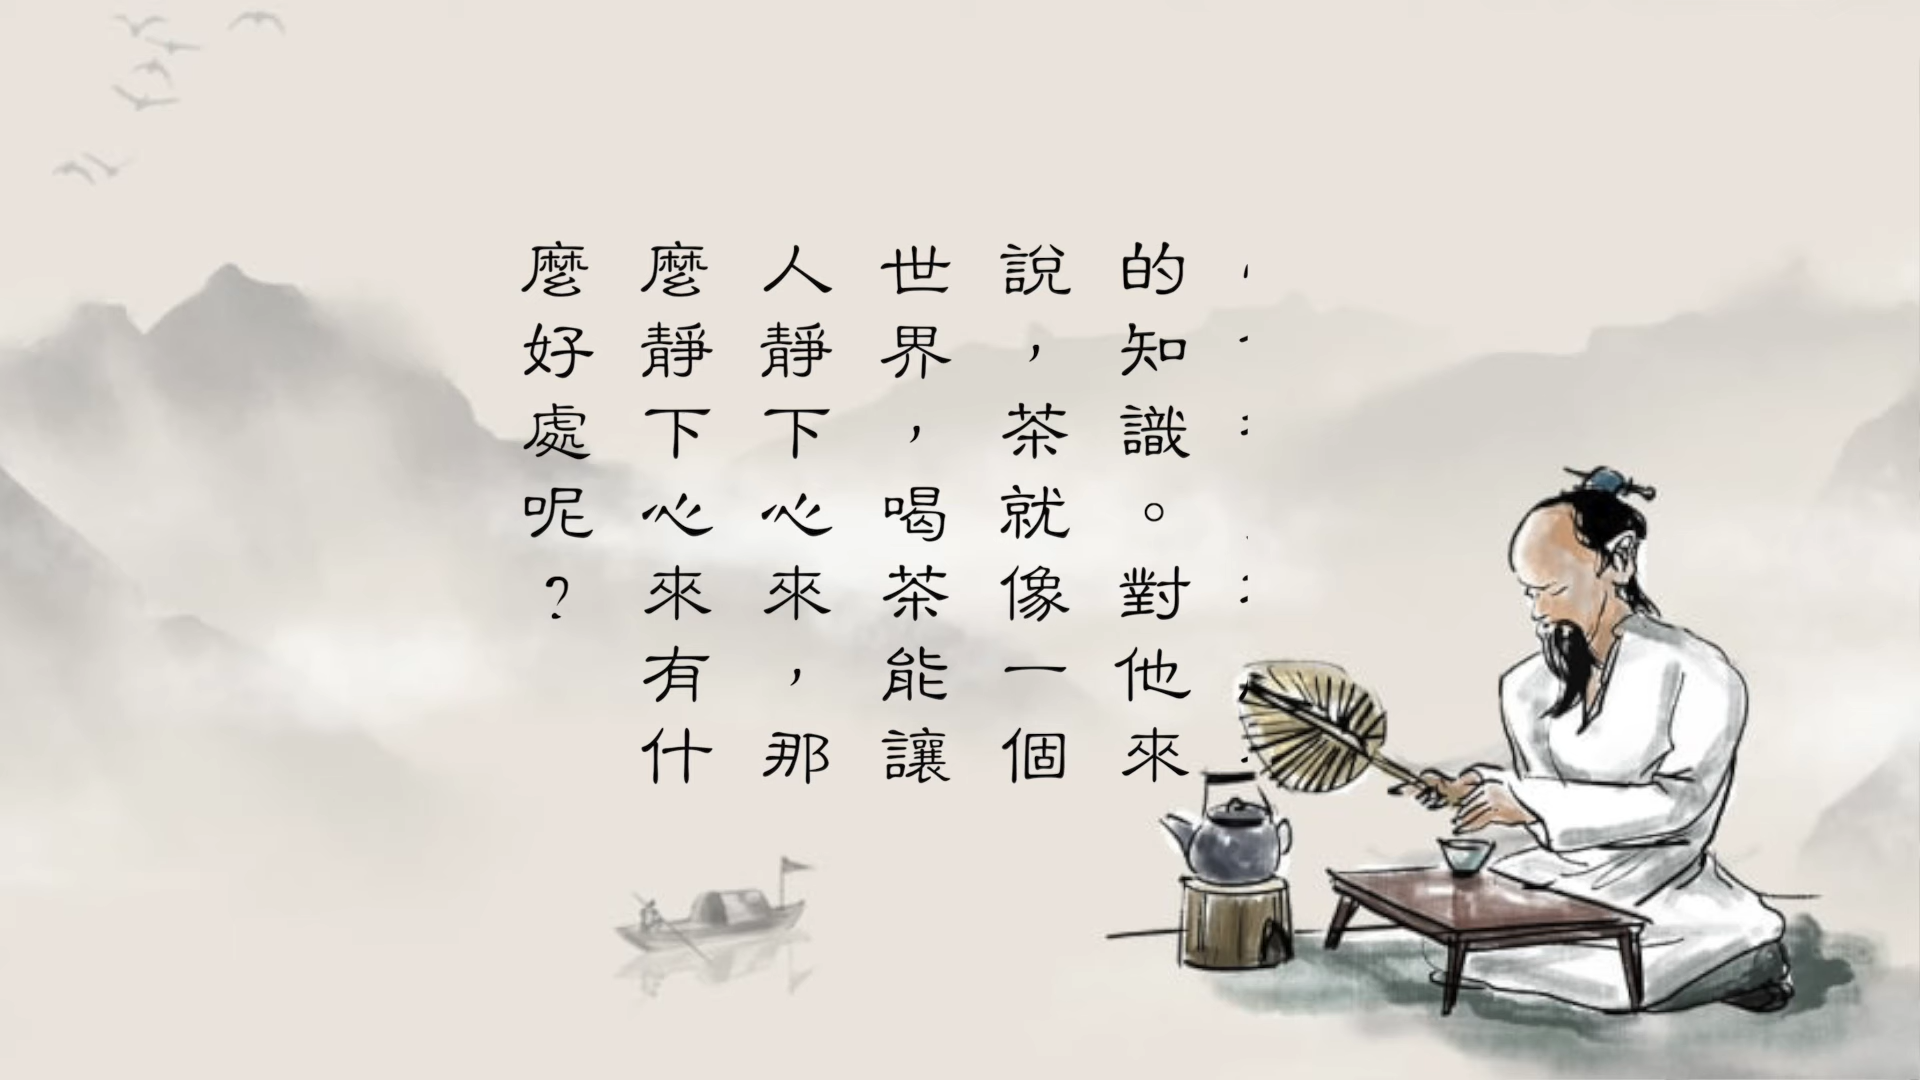 的知識。對他來
說，茶就像一個
世界，喝茶能讓
人靜下心來，那
麼靜下心來有什
麼好處呢？